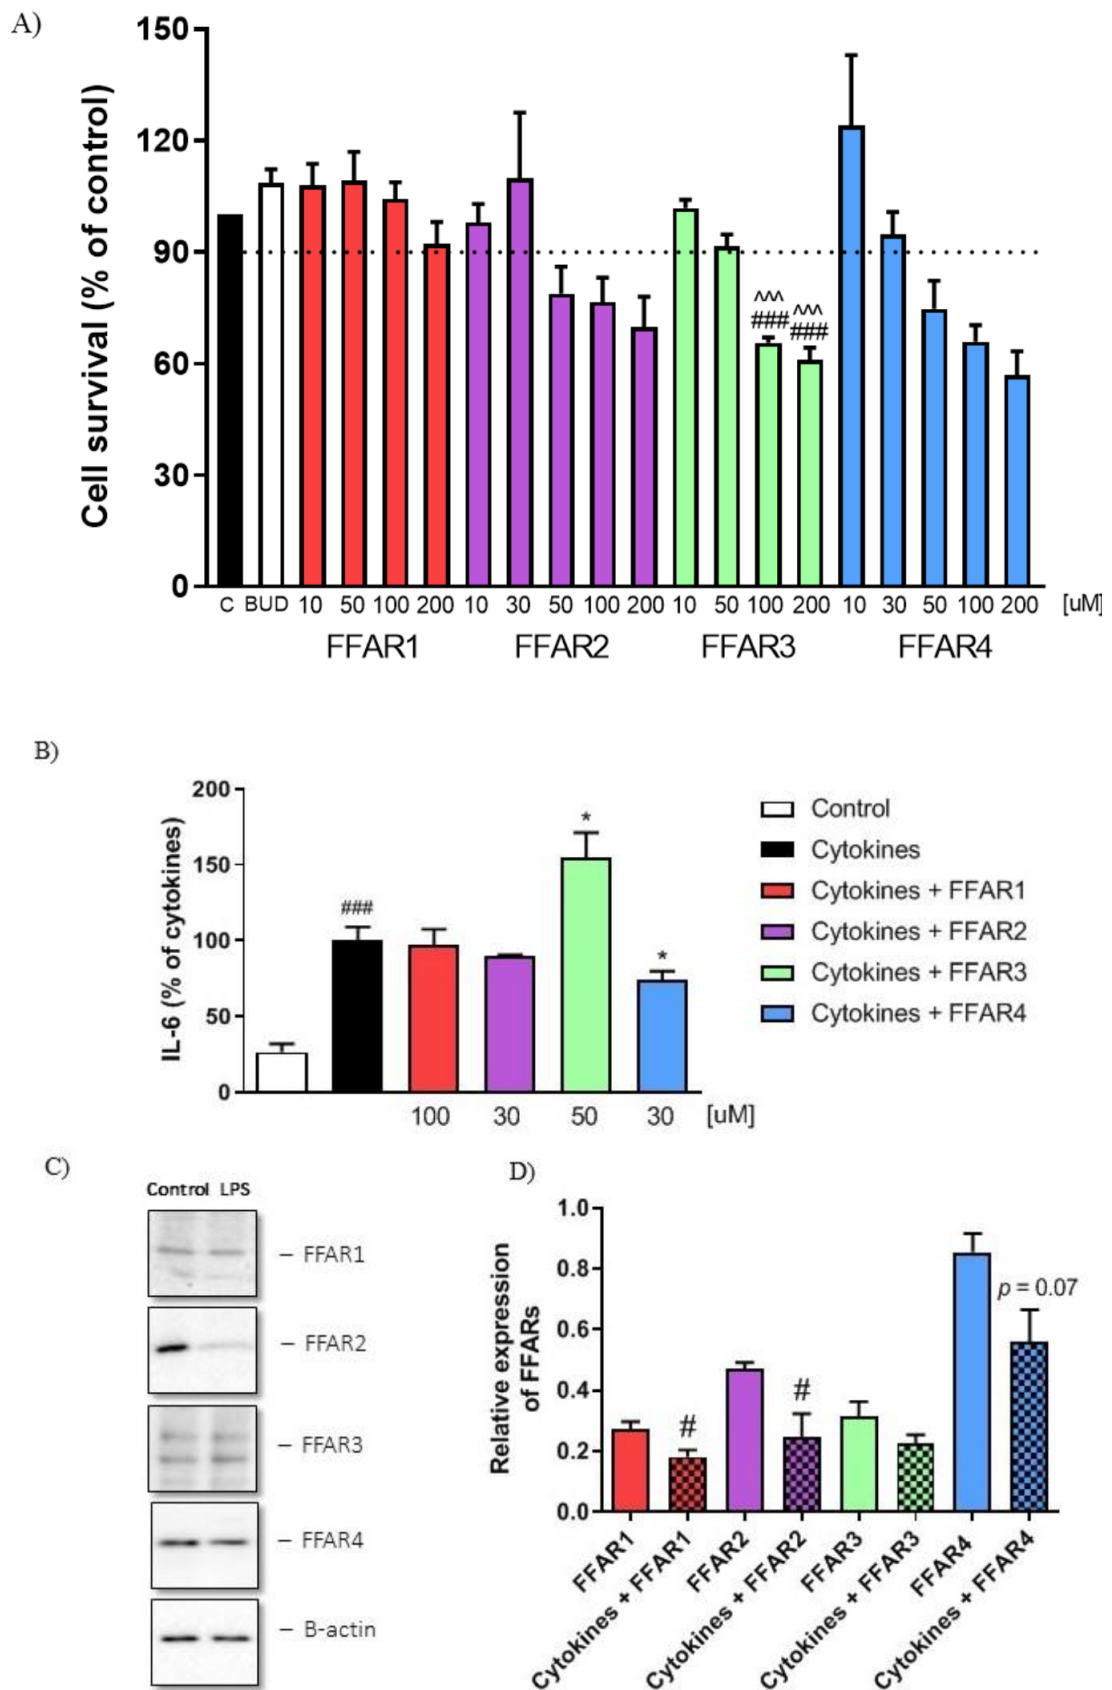 A)
150
120
90
60
30
0
Cell survival (% of control)
^^^ ^^^
### ###
C BUD 10 50 100 200 10 30 50 100 200 10 50 100 200 10 30 50 100 200 [uM]
FFAR1 FFAR2 FFAR3 FFAR4
B)
200
150
100
50
0
IL-6 (% of cytokines)
###
*
*
100 30 50 30 [uM]
Control
Cytokines
Cytokines + FFAR1
Cytokines + FFAR2
Cytokines + FFAR3
Cytokines + FFAR4
C)
Control LPS
– FFAR1
– FFAR2
– FFAR3
– FFAR4
– B-actin
D)
1.0
0.8
0.6
0.4
0.2
0.0
Relative expression
of FFARs
#
#
p = 0.07
FFAR1
Cytokines + FFAR1
FFAR2
Cytokines + FFAR2
FFAR3
Cytokines + FFAR3
FFAR4
Cytokines + FFAR4